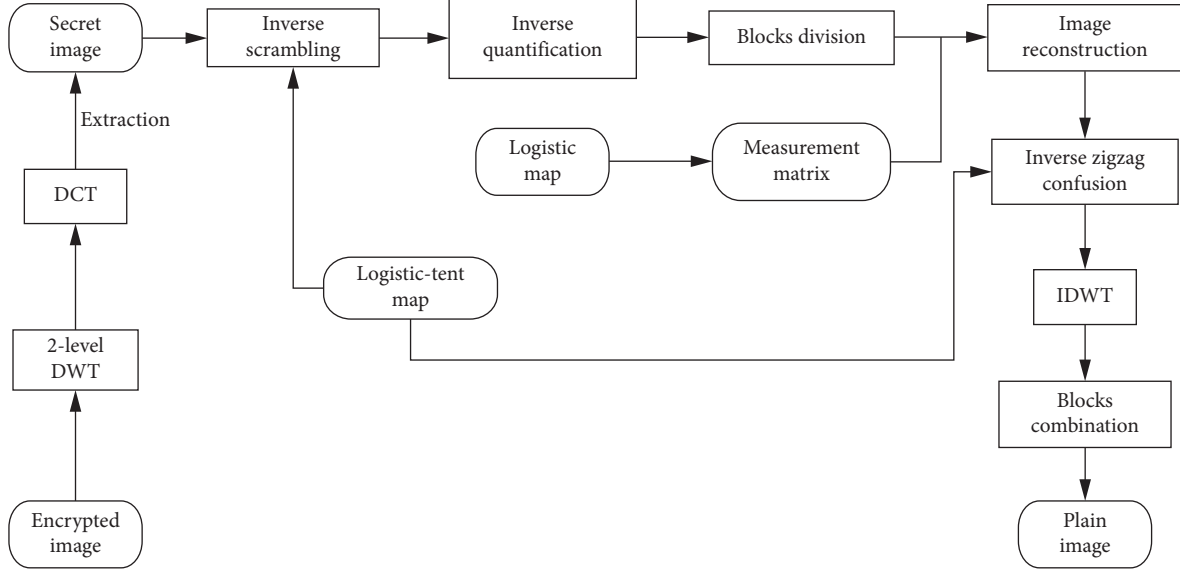 Secret
image
Inverse
scrambling
Inverse
quantification
Blocks division
Image
reconstruction
Extraction
Logistic
map
Measurement
matrix
Inverse zigzag
confusion
DCT
Logistic-tent
map
IDWT
2-level
DWT
Blocks
combination
Encrypted
image
Plain
image